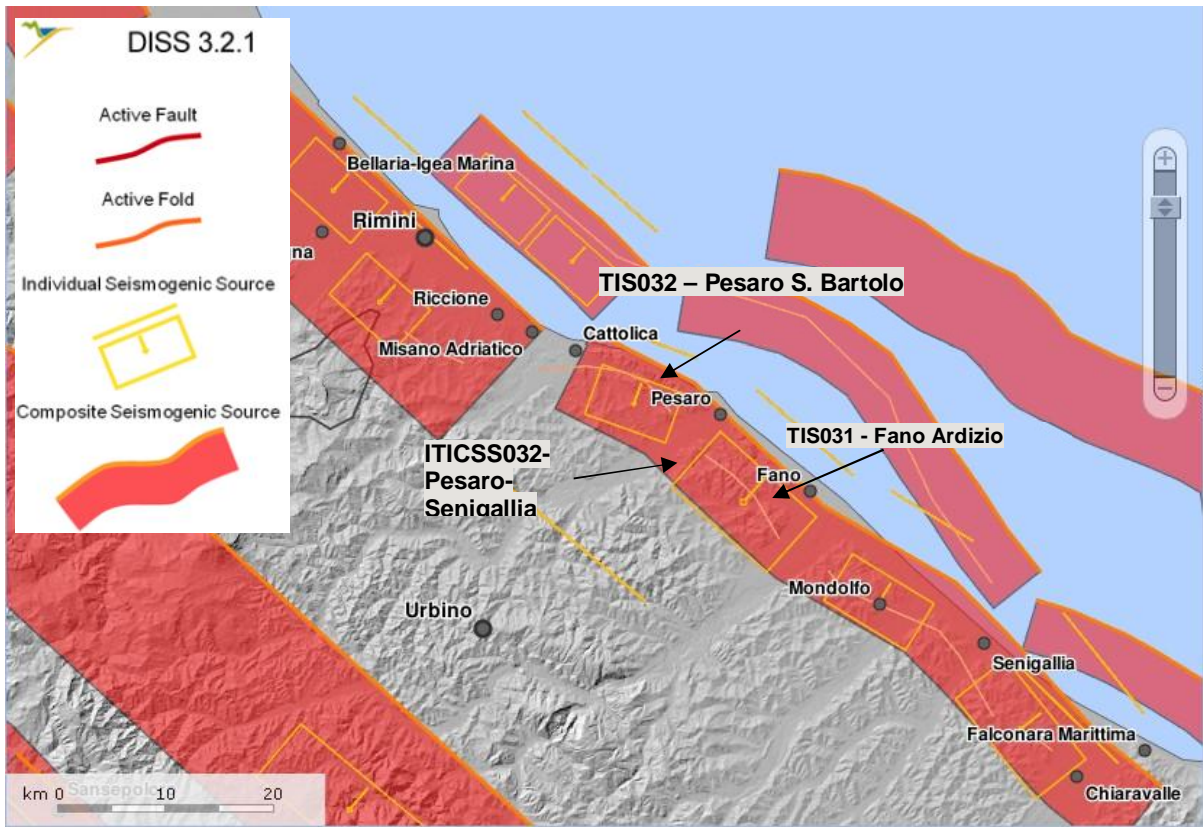 DISS 3.2.1
Active Fault
Active Fold
Individual Seismogenic Source
Composite Seismogenic Source
Bellaria-Igea Marina
Rimini
na
Riccione
Misano Adriatico
Cattolica
TIS032 – Pesaro S. Bartolo
Pesaro
TIS031 - Fano Ardizio
ITICSS032-
Pesaro-
Senigallia
Fano
Mondolfo
Urbino
Senigallia
Falconara Marittima
Chiaravalle
Sansepolc
km 0 10 20